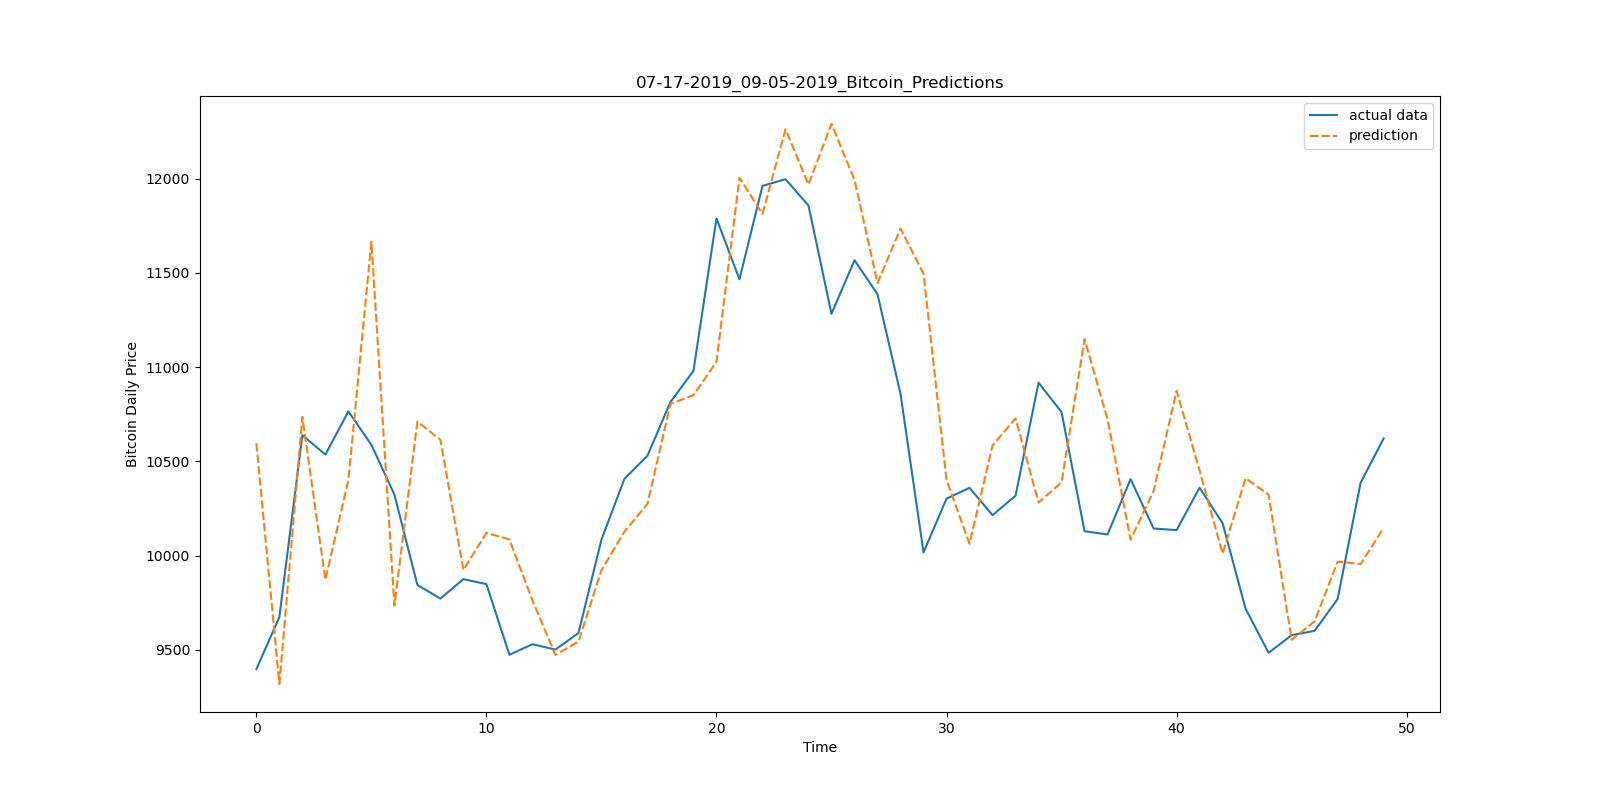 07-17-2019_09-05-2019_Bitcoin_Predictions
actual data
prediction
12000
11500
11000
10500
10000
9500
Bitcoin Daily Price
0 10 20 30 40 50
Time